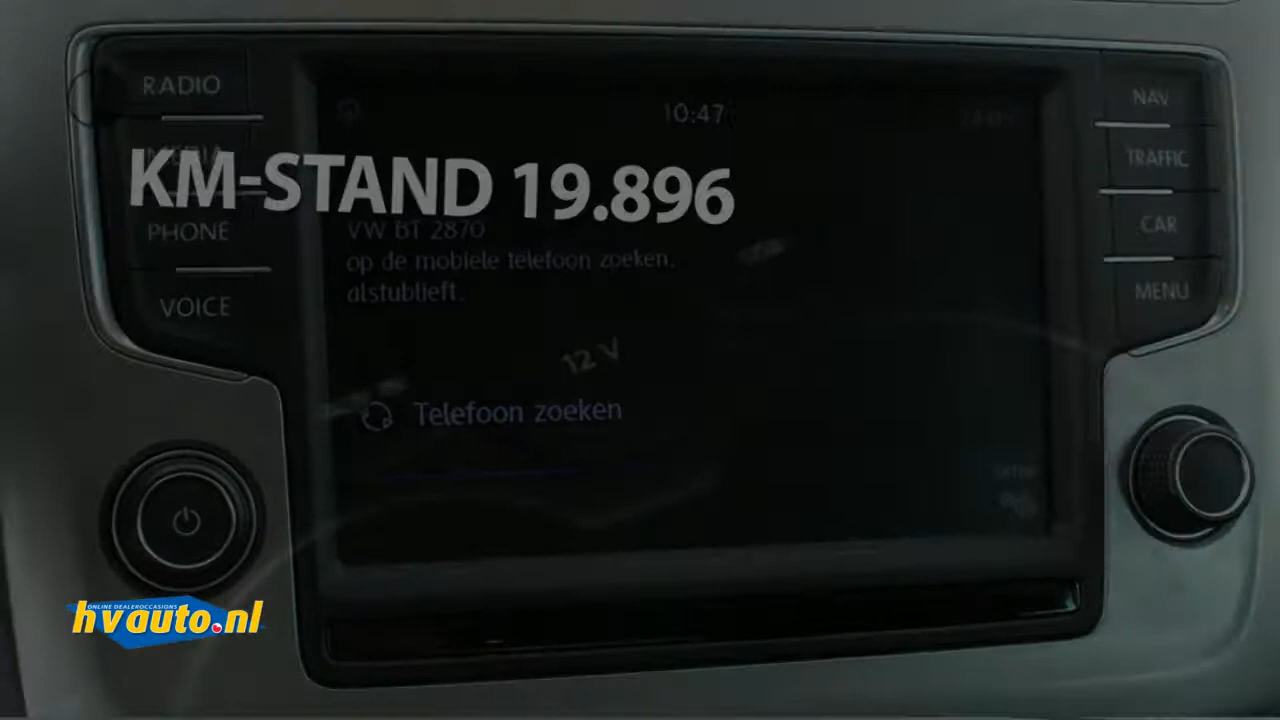 RADIO
10:47
NAV
MEDIA
KM-STAND 19.896
TRAFFIC
PHONE
VW BT 2870
CAR
op de mobiele telefoon zoeken,
alstublieft.
VOICE
MENU
12 V
Telefoon zoeken
ONLINE DEALEROCCASIONS
hvauto.nl